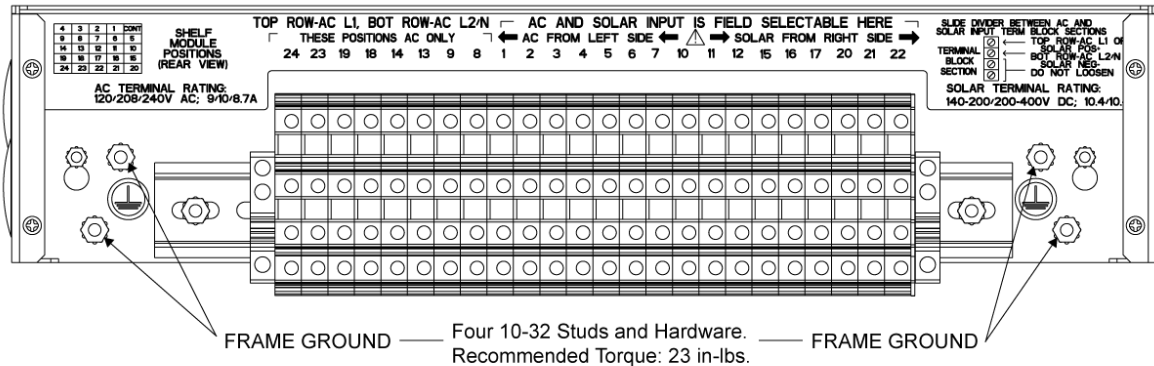 TOP ROW-AC L1, BOT ROW-AC L2/N
AC AND SOLAR INPUT IS FIELD SELECTABLE HERE
THESE POSITIONS AC ONLY
AC FROM LEFT SIDE
SOLAR FROM RIGHT SIDE
24 23 19 18 14 13 9 8 1 2 3 4 5 6 7 10 11 12 15 16 17 20 21 22
4 3 2 1 CONT
9 8 7 6 5
14 13 12 11 10
19 18 17 16 15
24 23 22 21 20
SHELF
MODULE
POSITIONS
(REAR VIEW)
AC TERMINAL RATING:
120/208/240V AC; 9/10/8.7A
SLIDE DIVIDER BETWEEN AC AND
SOLAR INPUT TERM BLOCK SECTIONS
TERMINAL
BLOCK
SECTION
TOP ROW-AC L1 OR
SOLAR POS+
BOT ROW-AC L2/N
SOLAR NEG-
DO NOT LOOSEN
SOLAR TERMINAL RATING:
140-200/200-400V DC; 10.4/10.
FRAME GROUND
Four 10-32 Studs and Hardware.
Recommended Torque: 23 in-lbs.
FRAME GROUND